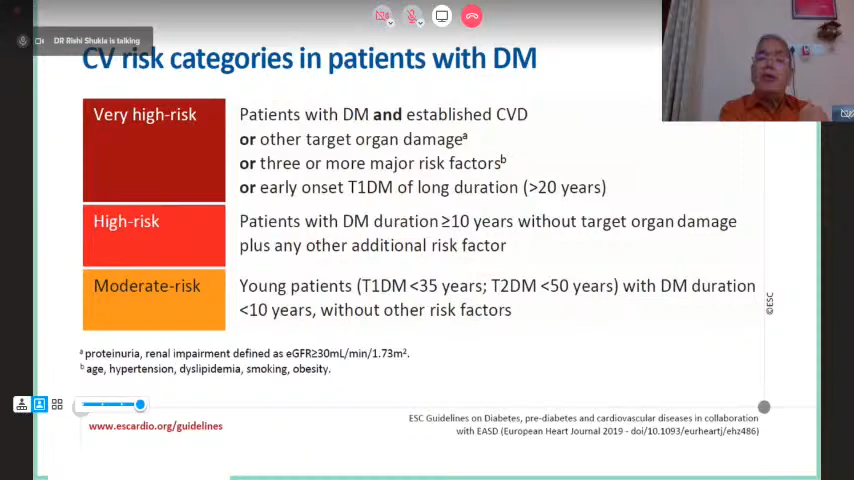 DR Rishi Shukla is talking
CV risk categories in patients with DM
Very high-risk
Patients with DM and established CVD
or other target organ damageᵃ
or three or more major risk factorsᵇ
or early onset T1DM of long duration (>20 years)
High-risk
Patients with DM duration ≥10 years without target organ damage
plus any other additional risk factor
Moderate-risk
Young patients (T1DM <35 years; T2DM <50 years) with DM duration
<10 years, without other risk factors
©ESC
ᵃ proteinuria, renal impairment defined as eGFR≥30mL/min/1.73m².
ᵇ age, hypertension, dyslipidemia, smoking, obesity.
www.escardio.org/guidelines
ESC Guidelines on Diabetes, pre-diabetes and cardiovascular diseases in collaboration
with EASD (European Heart Journal 2019 - doi/10.1093/eurheartj/ehz486)